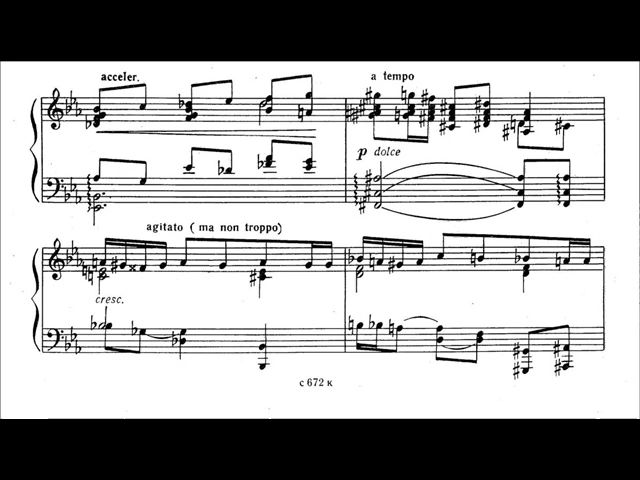 acceler.
a tempo
p dolce
agitato ( ma non troppo)
cresc.
с 672 к